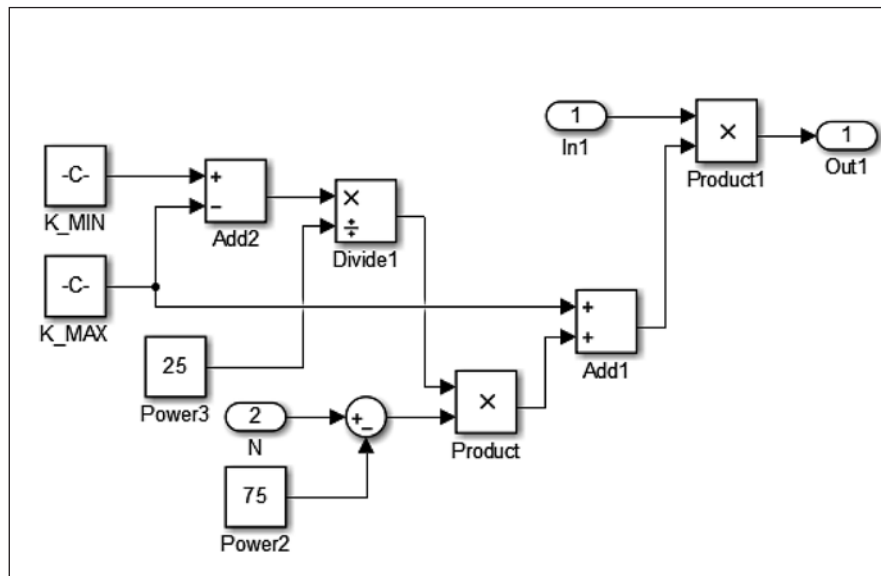 1
In1
×
Product1
1
Out1
-C-
K_MIN
+
−
Add2
×
÷
Divide1
-C-
K_MAX
+
+
Add1
25
Power3
2
N
+
−
×
Product
75
Power2